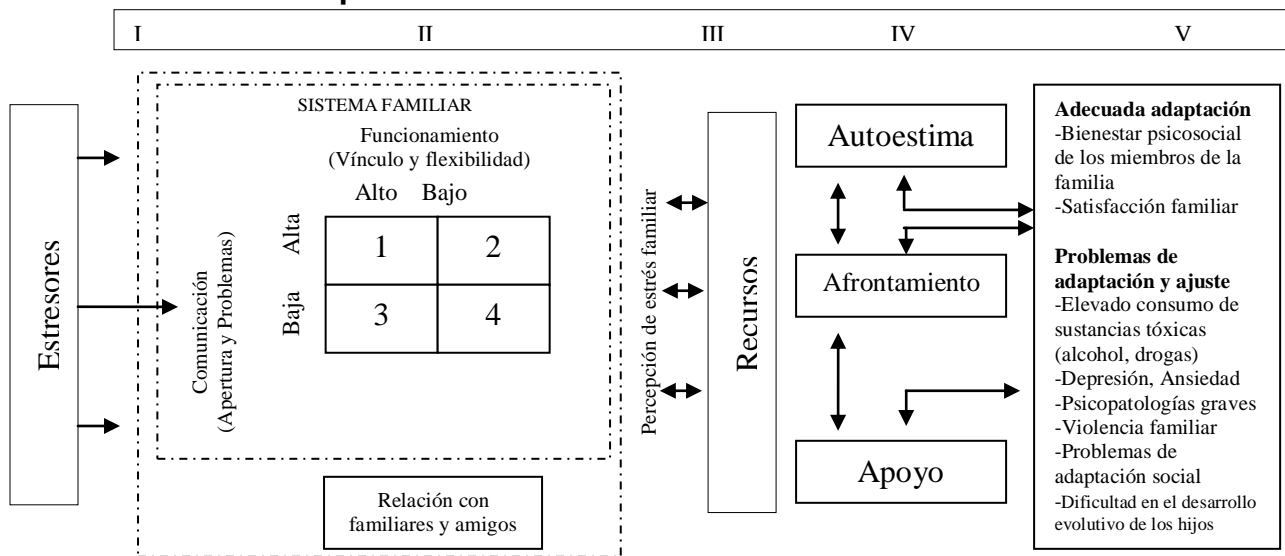 I II III IV V
Estresores
SISTEMA FAMILIAR
Funcionamiento
(Vínculo y flexibilidad)
Alto Bajo
Comunicación
(Apertura y Problemas)
Alta
Baja
1 2
3 4
Relación con
familiares y amigos
Percepción de estrés familiar
Recursos
Autoestima
Afrontamiento
Apoyo
Adecuada adaptación
-Bienestar psicosocial
de los miembros de la
familia
-Satisfacción familiar
Problemas de
adaptación y ajuste
-Elevado consumo de
sustancias tóxicas
(alcohol, drogas)
-Depresión, Ansiedad
-Psicopatologías graves
-Violencia familiar
-Problemas de
adaptación social
-Dificultad en el desarrollo
evolutivo de los hijos